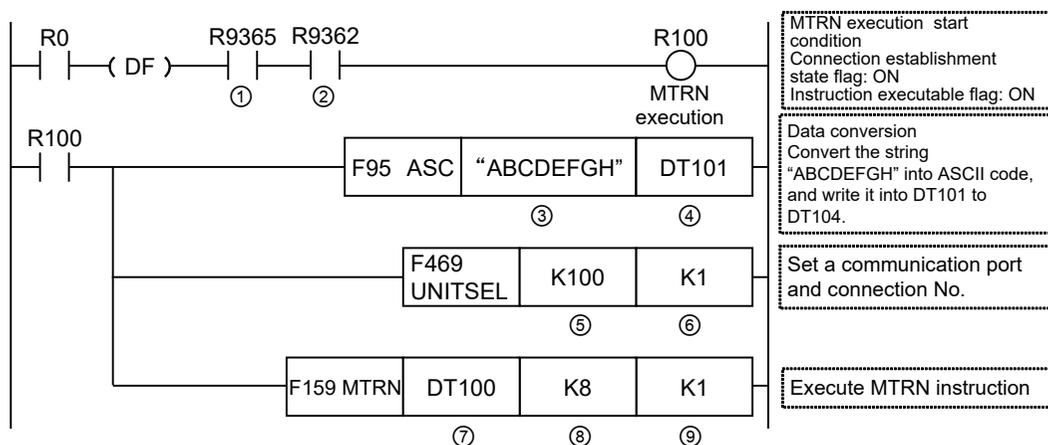 R0
( DF )
R9365
①
R9362
②
R100
MTRN
execution
MTRN execution start
condition
Connection establishment
state flag: ON
Instruction executable flag: ON
R100
F95 ASC
“ABCDEFGH”
DT101
③
④
Data conversion
Convert the string
“ABCDEFGH” into ASCII code,
and write it into DT101 to
DT104.
F469
UNITSEL
K100
K1
⑤
⑥
Set a communication port
and connection No.
F159 MTRN
DT100
K8
K1
⑦
⑧
⑨
Execute MTRN instruction